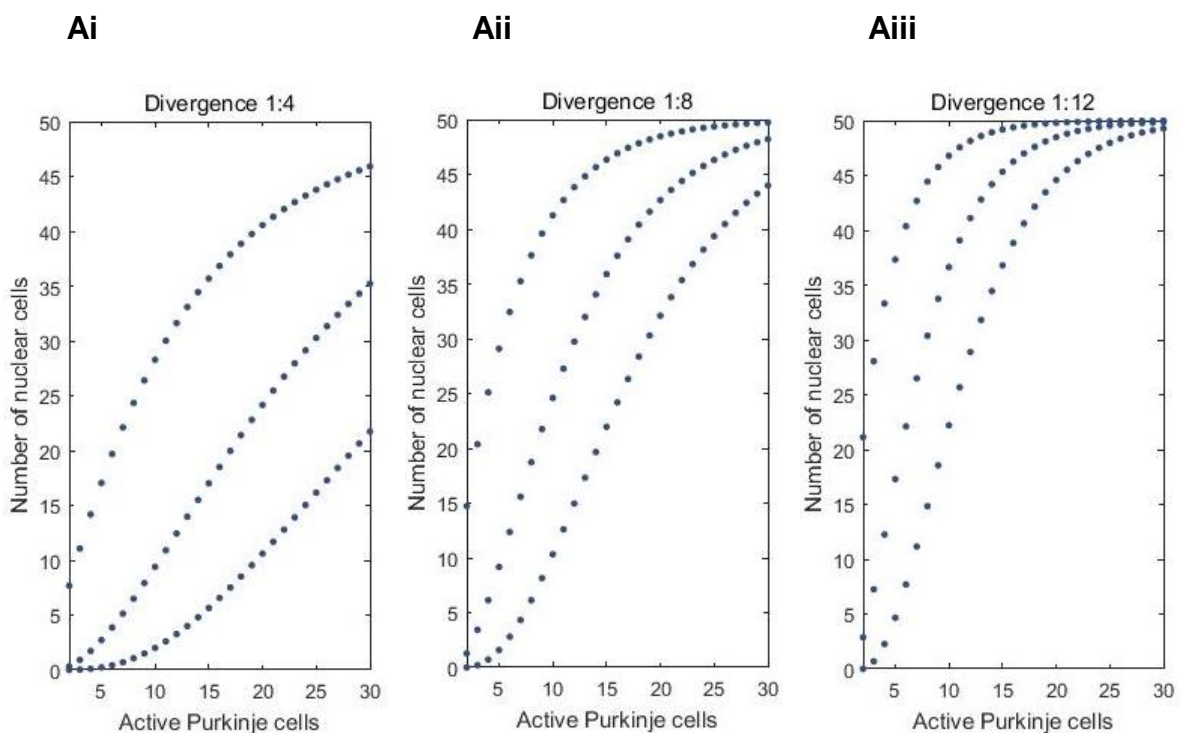 Ai
Aii
Aiii
Divergence 1:4
Divergence 1:8
Divergence 1:12
Number of nuclear cells
50
45
40
35
30
25
20
15
10
5
0
5 10 15 20 25 30
Active Purkinje cells
Number of nuclear cells
50
45
40
35
30
25
20
15
10
5
0
5 10 15 20 25 30
Active Purkinje cells
Number of nuclear cells
50
45
40
35
30
25
20
15
10
5
0
5 10 15 20 25 30
Active Purkinje cells